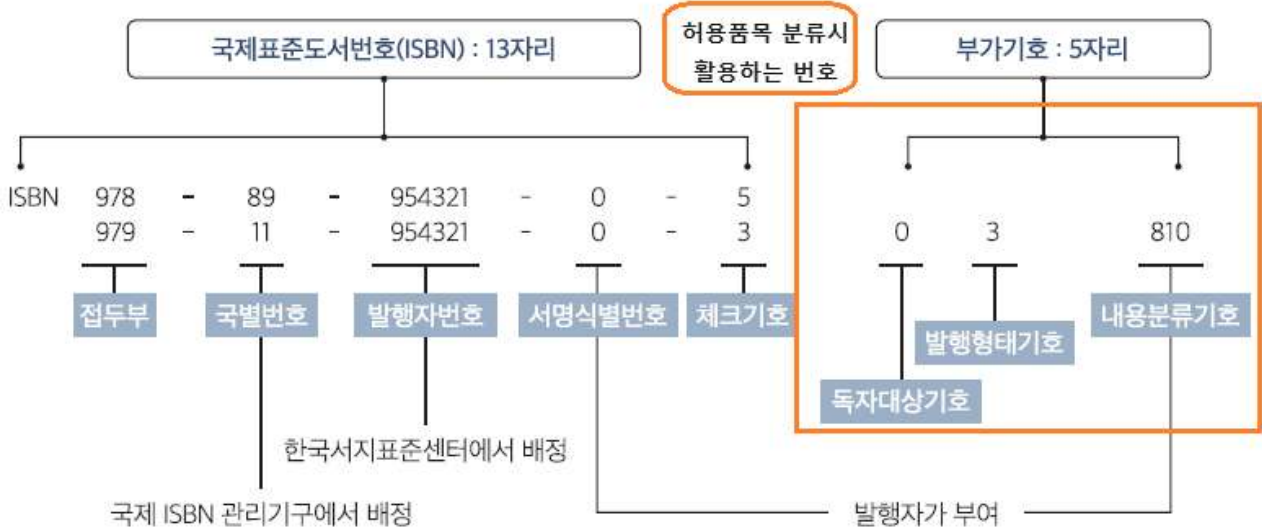 국제표준도서번호(ISBN) : 13자리
허용품목 분류시
활용하는 번호
부가기호 : 5자리
ISBN 978 - 89 - 954321 - 0 - 5
979 - 11 - 954321 - 0 - 3 0 3 810
접두부 국별번호 발행자번호 서명식별번호 체크기호 내용분류기호
발행형태기호
독자대상기호
한국서지표준센터에서 배정
국제 ISBN 관리기구에서 배정 발행자가 부여